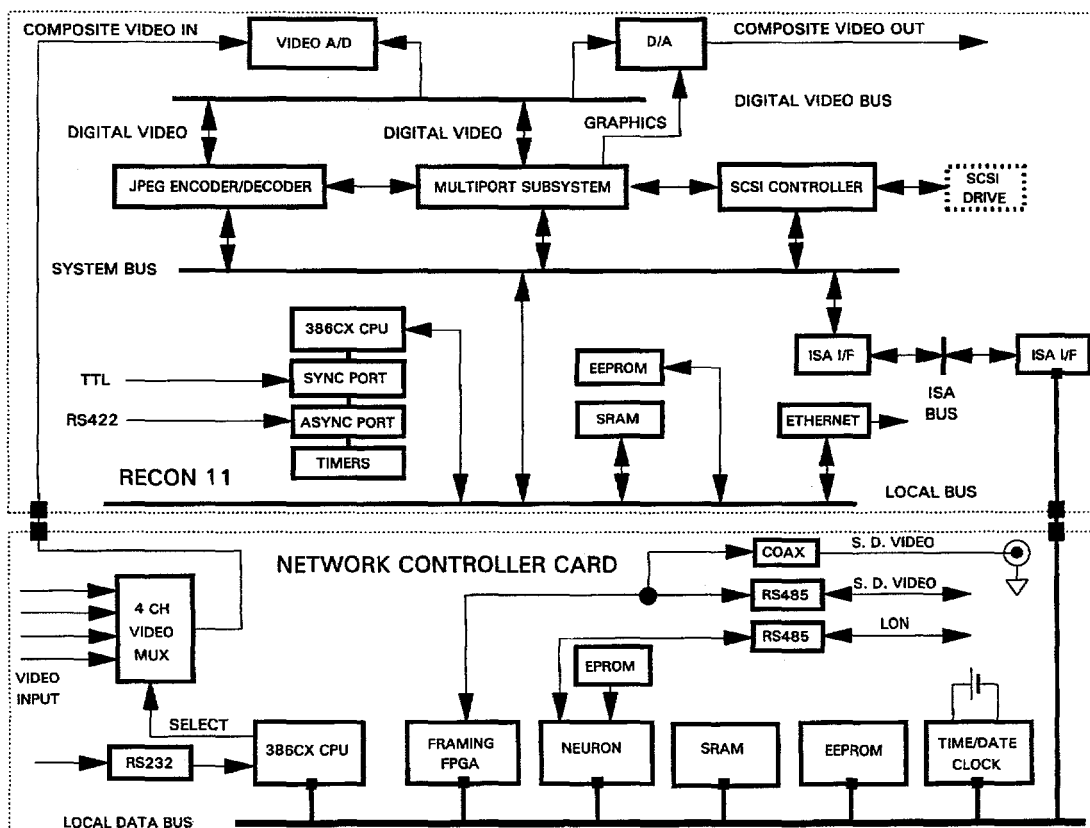 COMPOSITE VIDEO IN
VIDEO A/D
D/A
COMPOSITE VIDEO OUT
DIGITAL VIDEO BUS
DIGITAL VIDEO
DIGITAL VIDEO
GRAPHICS
JPEG ENCODER/DECODER
MULTIPORT SUBSYSTEM
SCSI CONTROLLER
SCSI
DRIVE
SYSTEM BUS
386CX CPU
ISA I/F
ISA I/F
TTL
SYNC PORT
EEPROM
ISA
BUS
RS422
ASYNC PORT
SRAM
ETHERNET
TIMERS
RECON 11
LOCAL BUS
NETWORK CONTROLLER CARD
COAX
S. D. VIDEO
4 CH
VIDEO
MUX
RS485
S. D. VIDEO
RS485
LON
VIDEO
INPUT
EPROM
SELECT
386CX CPU
FRAMING
FPGA
NEURON
SRAM
EEPROM
TIME/DATE
CLOCK
RS232
LOCAL DATA BUS